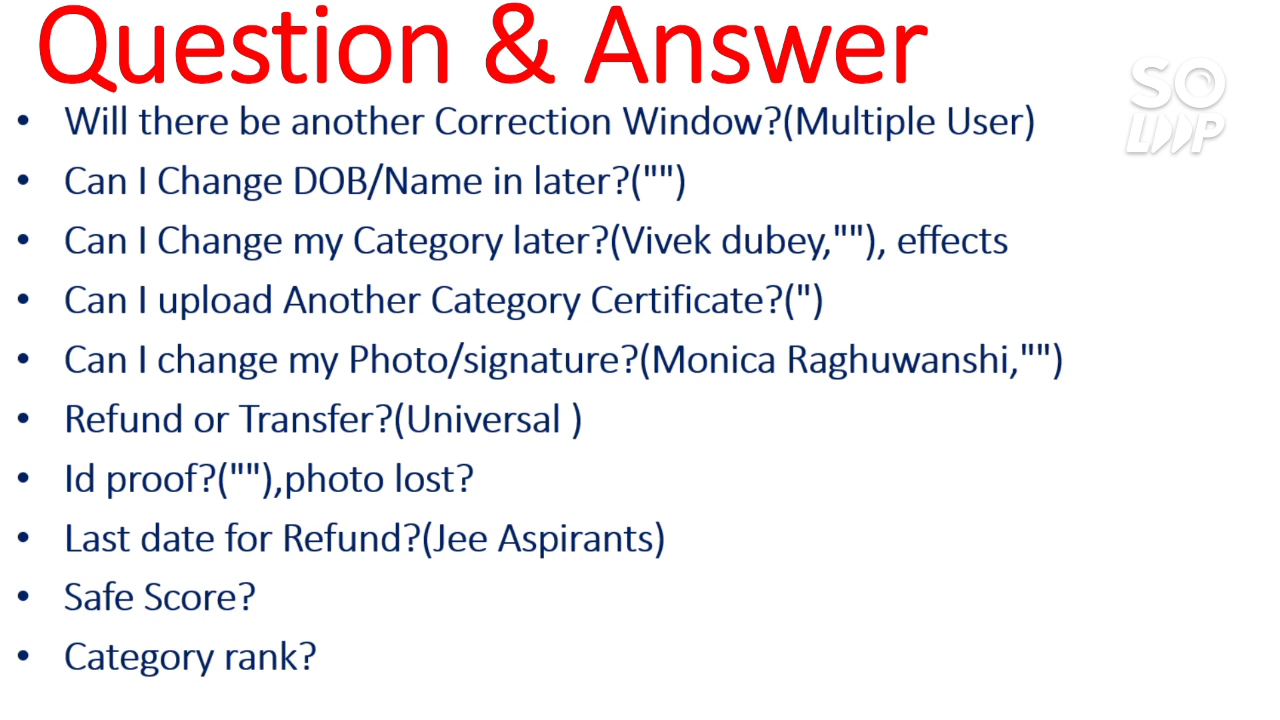 Question & Answer
• Will there be another Correction Window?(Multiple User)
• Can I Change DOB/Name in later?("")
• Can I Change my Category later?(Vivek dubey,""), effects
• Can I upload Another Category Certificate?(")
• Can I change my Photo/signature?(Monica Raghuwanshi,"")
• Refund or Transfer?(Universal )
• Id proof?(""),photo lost?
• Last date for Refund?(Jee Aspirants)
• Safe Score?
• Category rank?
SO
LP